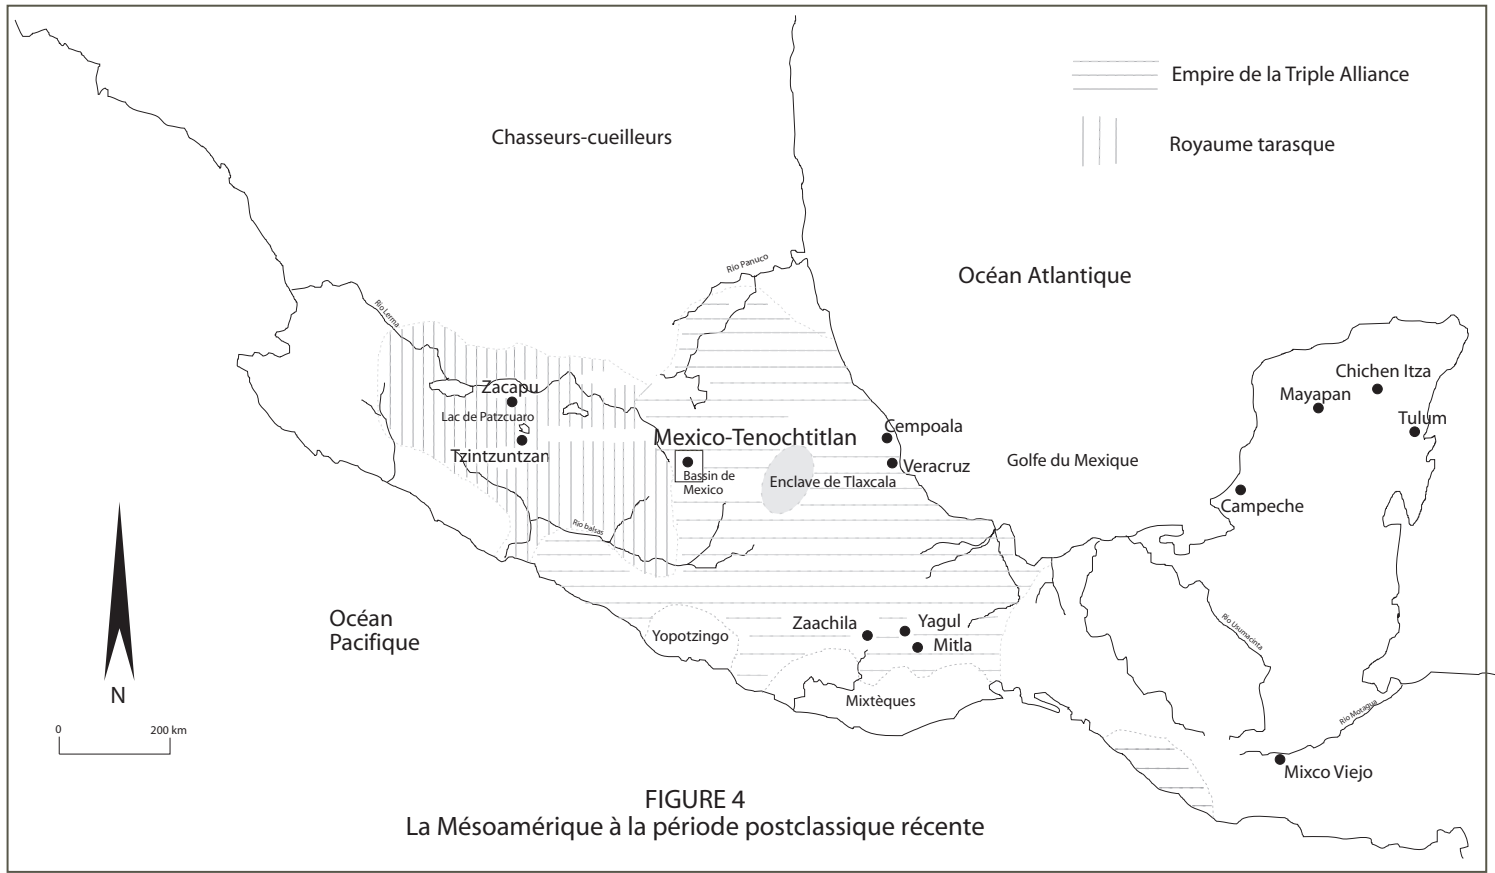 Empire de la Triple Alliance
Chasseurs-cueilleurs
Royaume tarasque
Rio Panuco
Océan Atlantique
Rio Lerma
Chichen Itza
Zacapu
Mayapan
Lac de Patzcuaro
Tulum
Cempoala
Mexico-Tenochtitlan
Tzintzuntzan
Golfe du Mexique
Veracruz
Bassin de
Mexico
Enclave de Tlaxcala
Campeche
Rio balsas
Océan
Pacifique
Zaachila
Yagul
Yopotzingo
Mitla
Rio Usumacinta
N
Mixtèques
Rio Motagua
0
200 km
Mixco Viejo
FIGURE 4
La Mésoamérique à la période postclassique récente